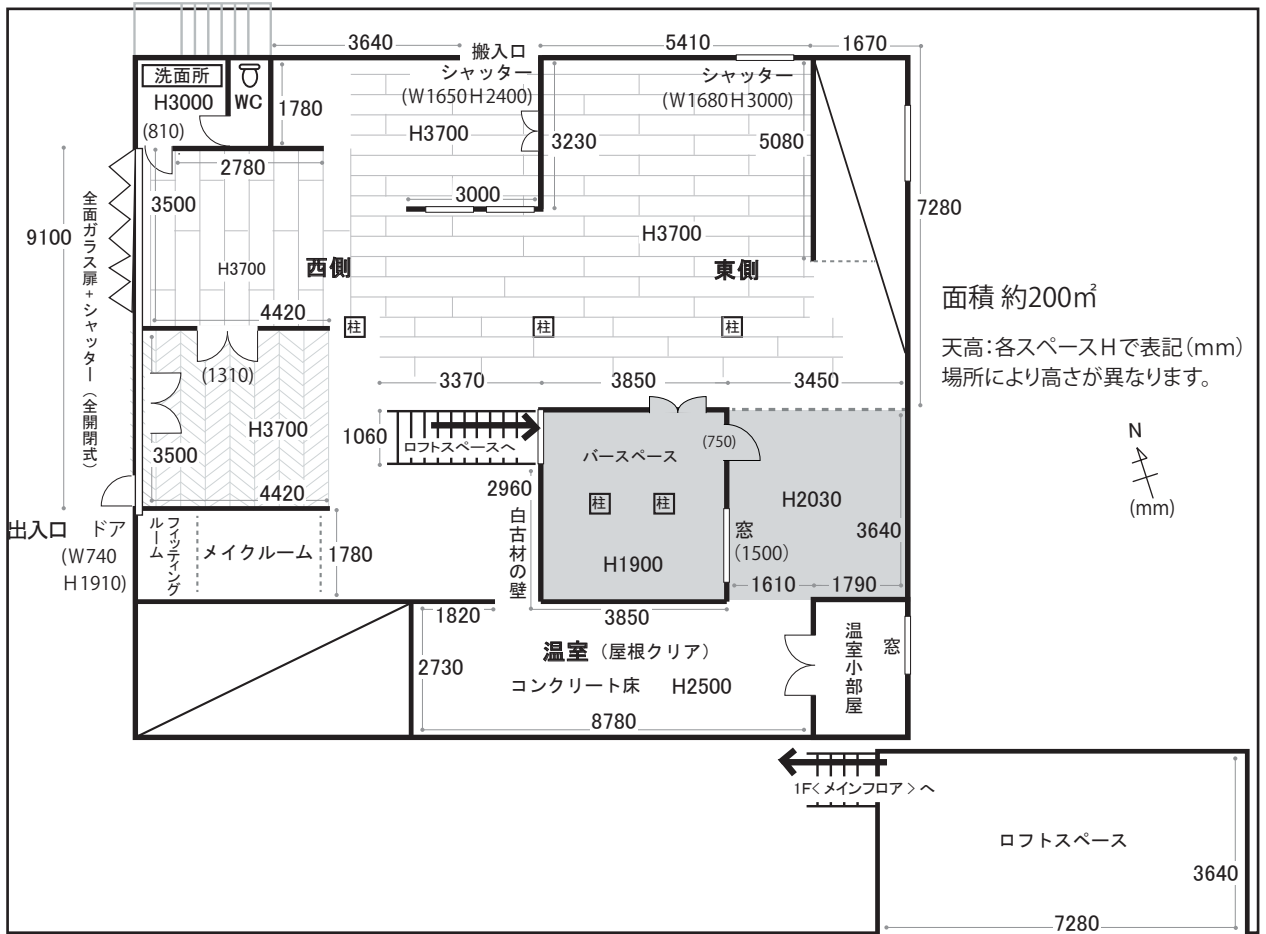 3640
搬入口
5410
1670
シャッター
(W1650 H 2400)
シャッター
(W1680 H 3000)
洗面所
H3000
WC
1780
(810)
H3700
3230
5080
2780
3500
3000
7280
9100
全面ガラス扉+シャッター(全開閉式)
H3700
西側
H3700
東側
4420
面積 約200㎡
天高:各スペースHで表記(mm)
場所により高さが異なります。
柱
柱
柱
(1310)
3370
3850
3450
H3700
3500
1060
ロフトスペースへ
バースペース
(750)
N
(mm)
4420
2960
柱
柱
H2030
出入口 ドア
(W740
H 1910)
フィッティング
ルーム
メイクルーム
1780
白古材の壁
H1900
窓
(1500)
3640
1610
1790
1820
3850
温室(屋根クリア)
2730
コンクリート床 H2500
温室小部屋
窓
8780
1F<メインフロア>へ
ロフトスペース
3640
7280